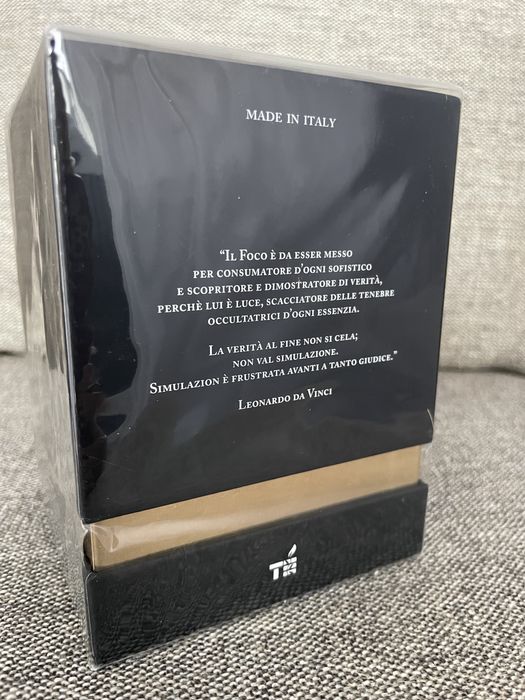 MADE IN ITALY
“IL FOCO È DA ESSER MESSO
PER CONSUMATORE D'OGNI SOFISTICO
E SCOPRITORE E DIMOSTRATORE DI VERITÀ,
PERCHÈ LUI È LUCE, SCACCIATORE DELLE TENEBRE
OCCULTATRICI D'OGNI ESSENZIA.
LA VERITÀ AL FINE NON SI CELA;
NON VAL SIMULAZIONE.
SIMULAZION È FRUSTRATA AVANTI A TANTO GIUDICE.”
LEONARDO DA VINCI